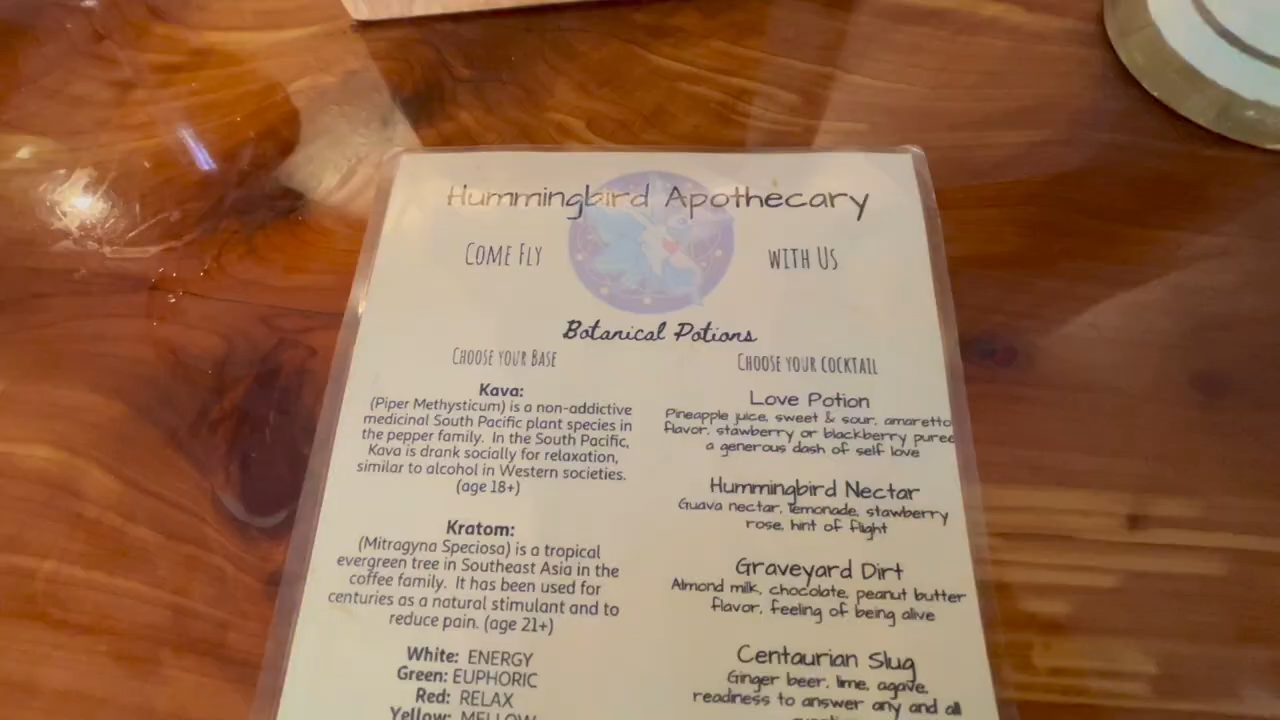 Hummingbird Apothecary
COME FLY
WITH US
Botanical Potions
CHOOSE YOUR BASE
Kava:
(Piper Methysticum) is a non-addictive
medicinal South Pacific plant species in
the pepper family. In the South Pacific,
Kava is drank socially for relaxation,
similar to alcohol in Western societies.
(age 18+)
Kratom:
(Mitragyna Speciosa) is a tropical
evergreen tree in Southeast Asia in the
coffee family. It has been used for
centuries as a natural stimulant and to
reduce pain. (age 21+)
White: ENERGY
Green: EUPHORIC
Red: RELAX
Yellow: MELLOW
CHOOSE YOUR COCKTAIL
Love Potion
Pineapple juice, sweet & sour, amaretto
flavor, stawberry or blackberry puree
a generous dash of self love
Hummingbird Nectar
Guava nectar, lemonade, stawberry
rose, hint of flight
Graveyard Dirt
Almond milk, chocolate, peanut butter
flavor, feeling of being alive
Centaurian Slug
Ginger beer, lime, agave,
readiness to answer any and all